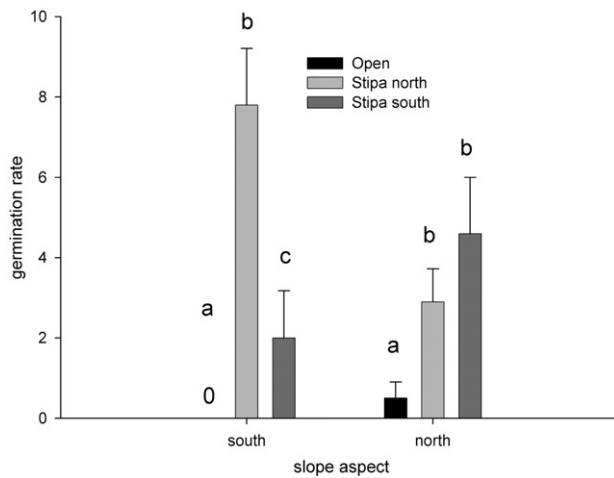 10
8
6
4
2
0
germination rate
Open
Stipa north
Stipa south
b
a
0
c
a
b
b
south
north
slope aspect